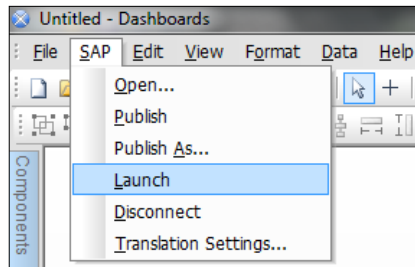 Untitled - Dashboards
File SAP Edit View Format Data Help
Open...
Publish
Publish As...
Launch
Disconnect
Translation Settings...
Components